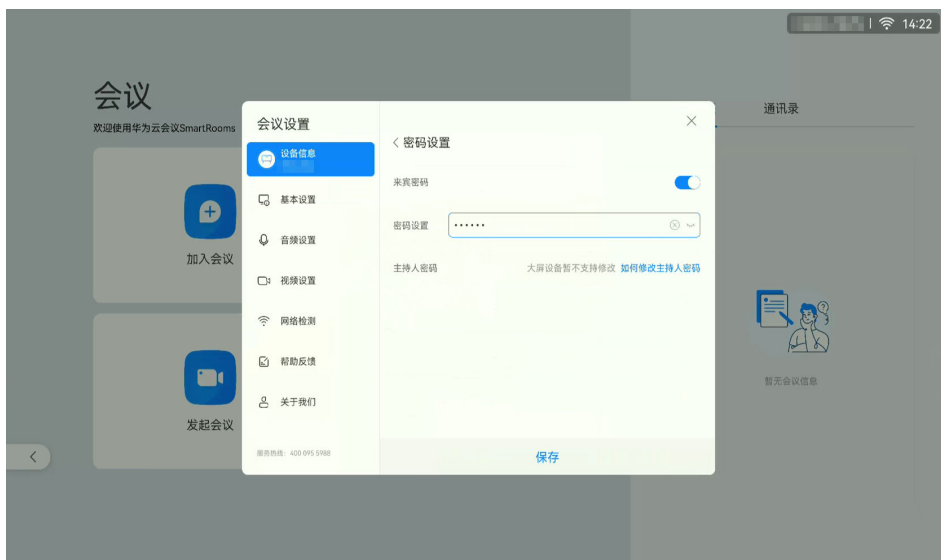 14:22
会议
欢迎使用华为云会议SmartRooms
加入会议
发起会议
会议设置
设备信息
基本设置
音频设置
视频设置
网络检测
帮助反馈
关于我们
服务热线: 400 095 5988
密码设置
来宾密码
密码设置 ••••••
主持人密码 大屏设备暂不支持修改 如何修改主持人密码
保存
通讯录
暂无会议信息